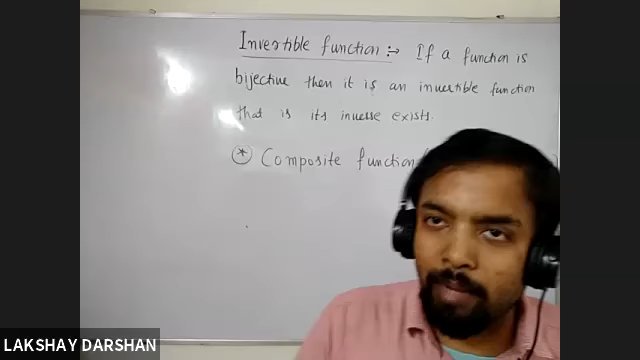 Invertible function :→ If a function is
bijective then it is an invertible function
that is its inverse exists.
* Composite function
LAKSHAY DARSHAN